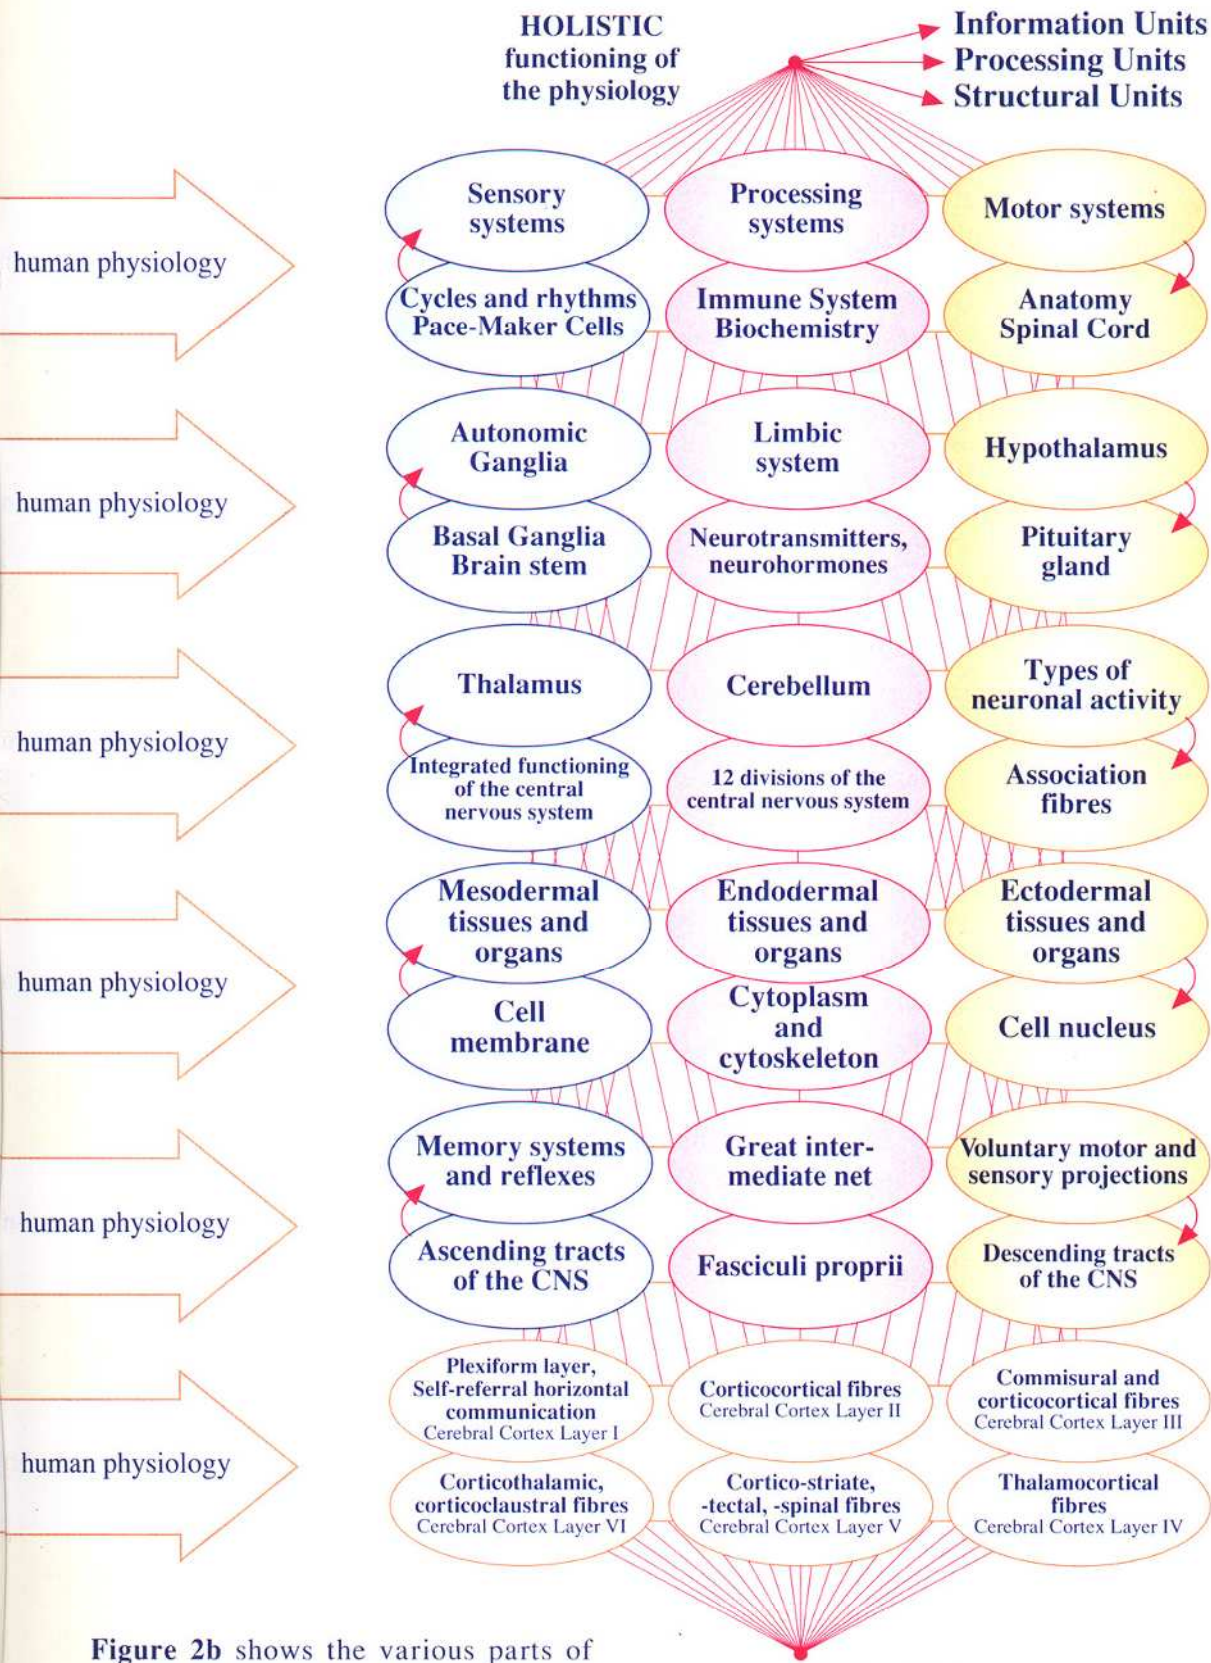 HOLISTIC
functioning of
the physiology
Information Units
Processing Units
Structural Units
human physiology
Sensory
systems
Processing
systems
Motor systems
Cycles and rhythms
Pace-Maker Cells
Immune System
Biochemistry
Anatomy
Spinal Cord
human physiology
Autonomic
Ganglia
Limbic
system
Hypothalamus
Basal Ganglia
Brain stem
Neurotransmitters,
neurohormones
Pituitary
gland
human physiology
Thalamus
Cerebellum
Types of
neuronal activity
Integrated functioning
of the central
nervous system
12 divisions of the
central nervous system
Association
fibres
human physiology
Mesodermal
tissues and
organs
Endodermal
tissues and
organs
Ectodermal
tissues and
organs
Cell
membrane
Cytoplasm
and
cytoskeleton
Cell nucleus
human physiology
Memory systems
and reflexes
Great inter-
mediate net
Voluntary motor and
sensory projections
Ascending tracts
of the CNS
Fasciculi proprii
Descending tracts
of the CNS
human physiology
Plexiform layer,
Self-referral horizontal
communication
Cerebral Cortex Layer I
Corticocortical fibres
Cerebral Cortex Layer II
Commisural and
corticocortical fibres
Cerebral Cortex Layer III
Corticothalamic,
corticoclaustral fibres
Cerebral Cortex Layer VI
Cortico-striate,
-tectal, -spinal fibres
Cerebral Cortex Layer V
Thalamocortical
fibres
Cerebral Cortex Layer IV
Figure 2b shows the various parts of